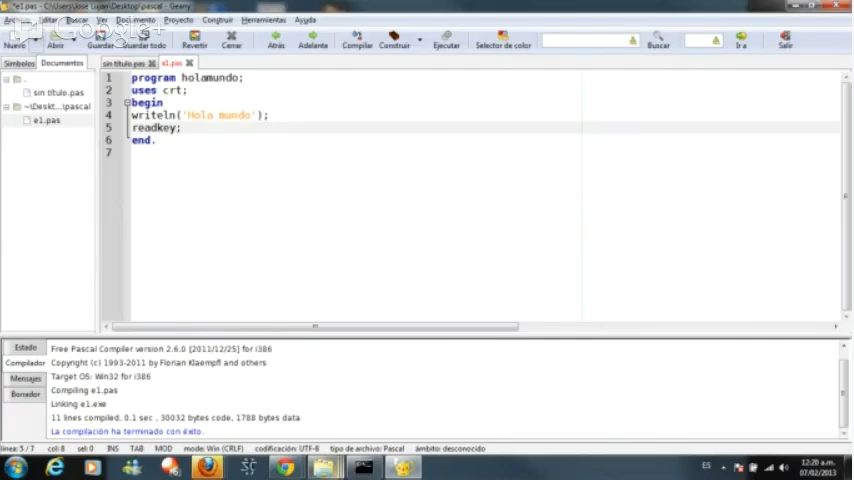 *e1.pas - C:\Users\Jose Lujan\Desktop\pascal - Geany
Editar Buscar Ver Documento Proyecto Construir Herramientas Ayuda
Google+
Nuevo Abrir Guardar Guardar todo Revertir Cerrar Atrás Adelante Compilar Construir Ejecutar Selector de color Buscar Ir a Salir
Símbolos Documentos sin título.pas e1.pas
1 program holamundo;
2 uses crt;
3 begin
4 writeln('Hola mundo');
5 readkey;
6 end.
7
sin título.pas
~\Deskt...\pascal
e1.pas
Estado
Compilador
Mensajes
Borrador
Free Pascal Compiler version 2.6.0 [2011/12/25] for i386
Copyright (c) 1993-2011 by Florian Klaempfl and others
Target OS: Win32 for i386
Compiling e1.pas
Linking e1.exe
11 lines compiled, 0.1 sec , 30032 bytes code, 1788 bytes data
La compilación ha terminado con éxito.
línea: 5 / 7 col: 8 sel: 0 INS TAB MOD modo: Win (CRLF) codificación: UTF-8 tipo de archivo: Pascal ámbito: desconocido
ES 12:20 a.m.
07/02/2013